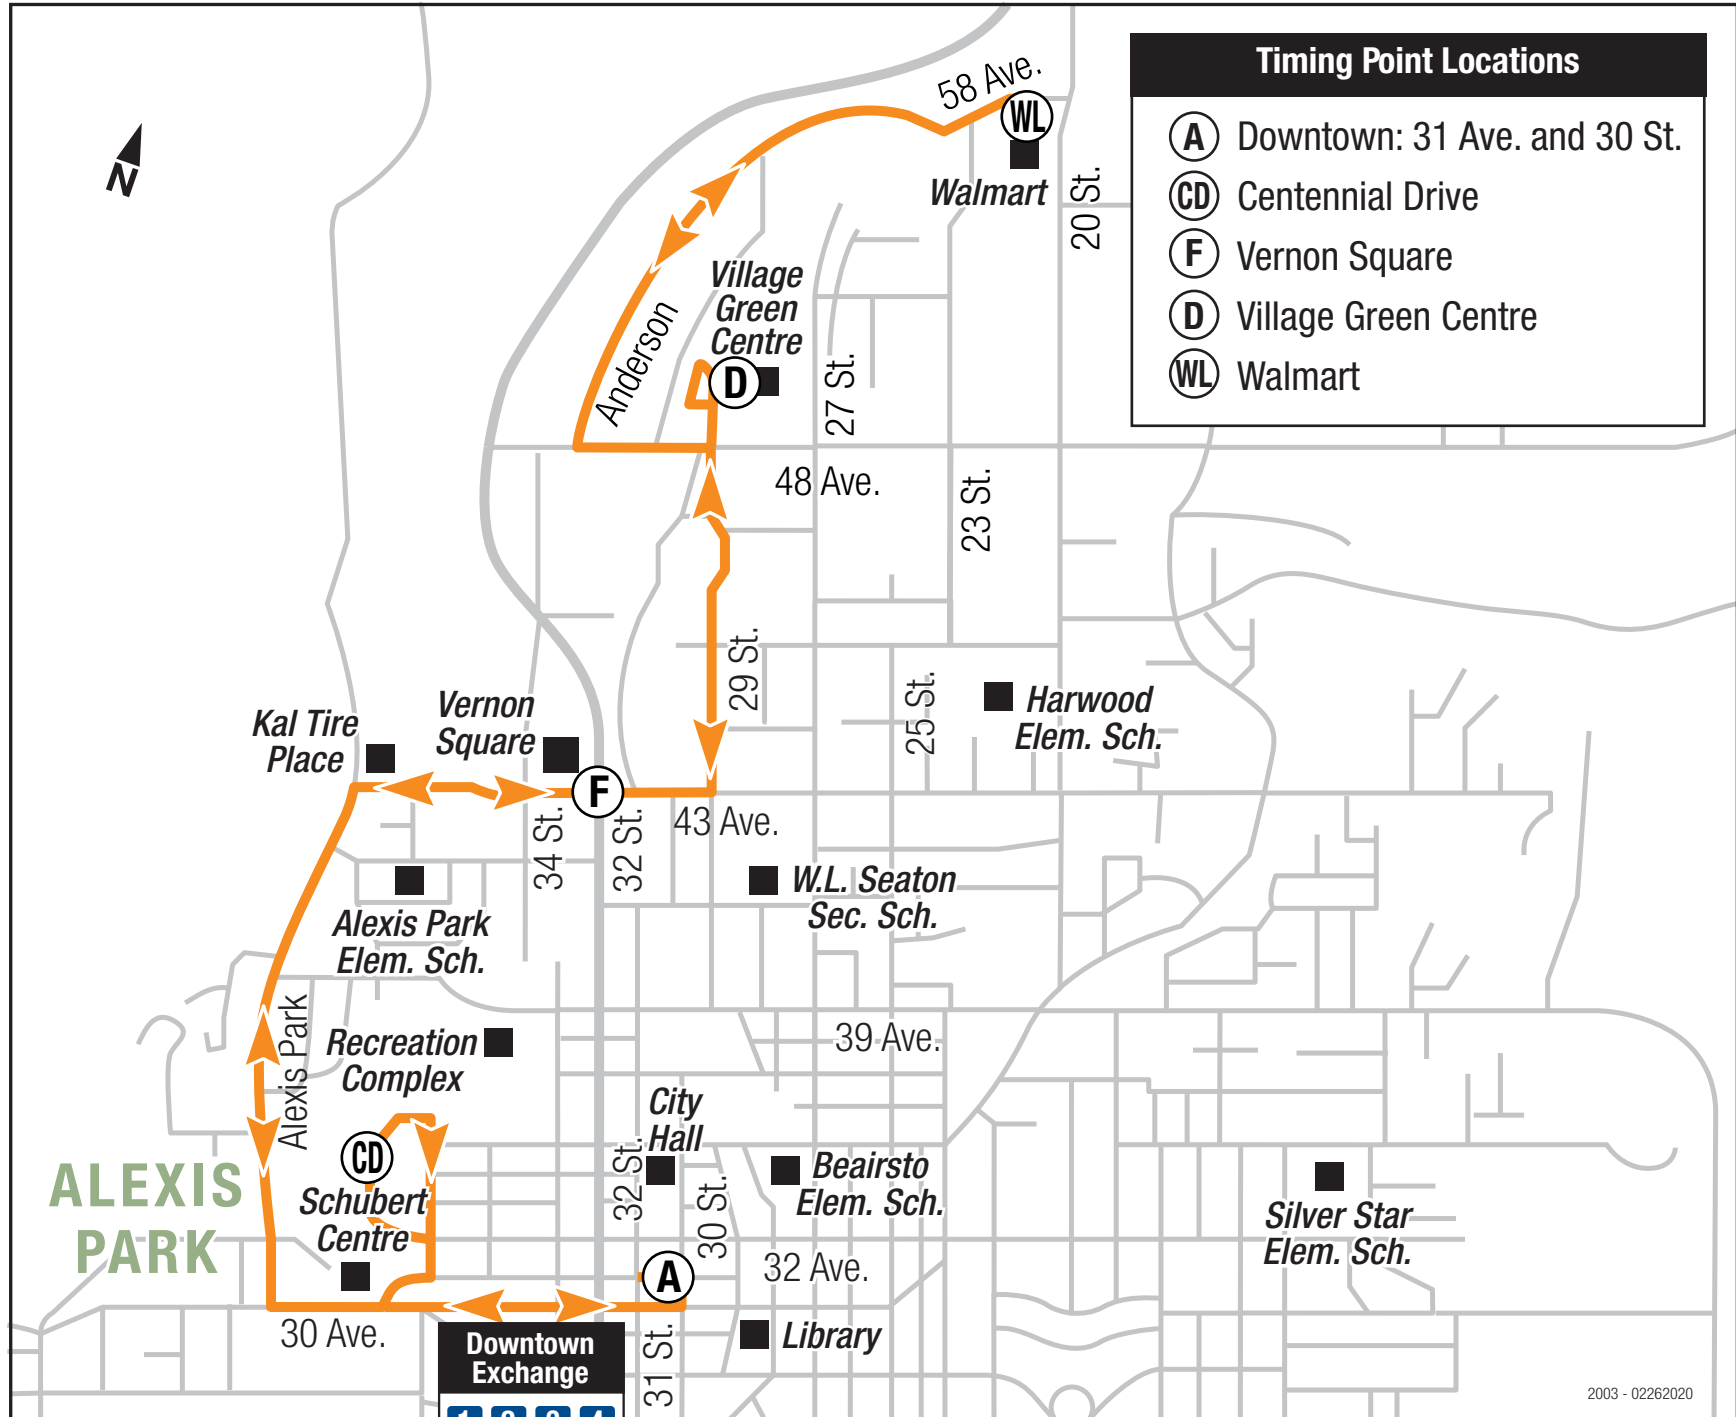 Timing Point Locations
A Downtown: 31 Ave. and 30 St.
CD Centennial Drive
F Vernon Square
D Village Green Centre
WL Walmart
58 Ave.
WL
Walmart
20 St.
N
Village
Green
Centre
D
Anderson
27 St.
48 Ave.
23 St.
29 St.
25 St.
Harwood
Elem. Sch.
Kal Tire
Place
Vernon
Square
F
34 St.
32 St.
43 Ave.
W.L. Seaton
Sec. Sch.
Alexis Park
Elem. Sch.
Alexis Park
Recreation
Complex
39 Ave.
City
Hall
CD
Schubert
Centre
32 St.
30 St.
Beairsto
Elem. Sch.
ALEXIS
PARK
Silver Star
Elem. Sch.
A
32 Ave.
30 Ave.
31 St.
Library
Downtown
Exchange
1 2 3 4
2003 - 02262020